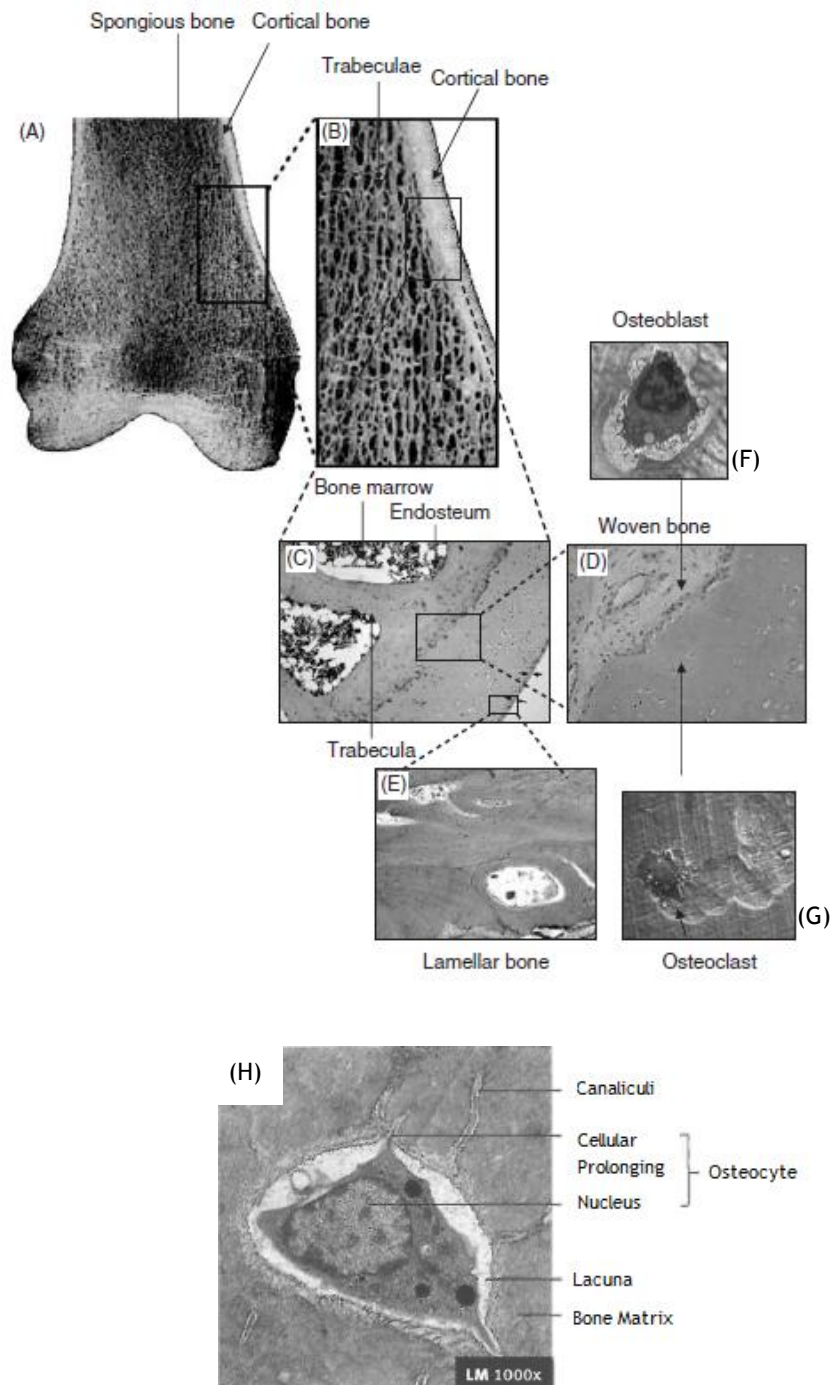 Spongious bone
Cortical bone
Trabeculae
Cortical bone
(A)
(B)
Osteoblast
(F)
Bone marrow
Endosteum
Woven bone
(C)
(D)
Trabecula
(E)
(G)
Lamellar bone
Osteoclast
(H)
Canaliculi
Cellular
Prolonging
Osteocyte
Nucleus
Lacuna
Bone Matrix
LM 1000x